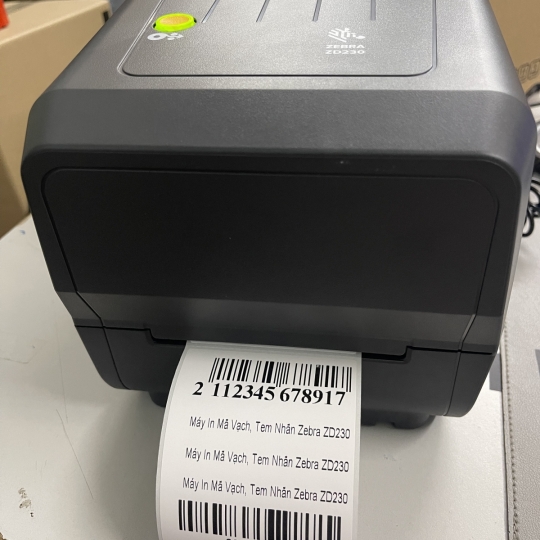 ZEBRA
ZD230
2 112345 678917
Máy In Mã Vạch, Tem Nhãn Zebra ZD230
Máy In Mã Vạch, Tem Nhãn Zebra ZD230
Máy In Mã Vạch, Tem Nhãn Zebra ZD230